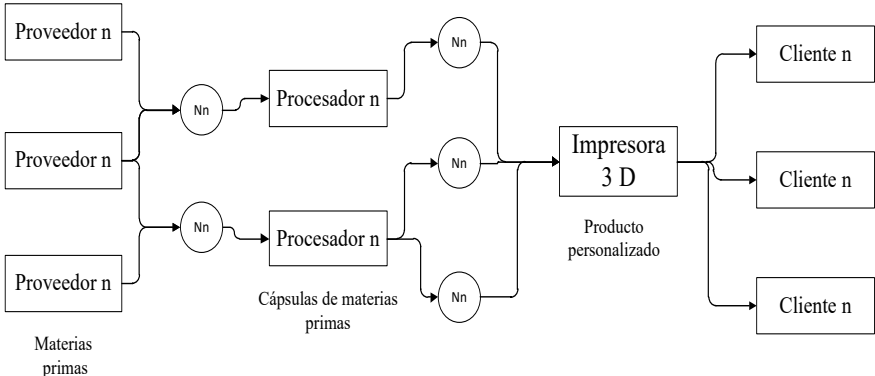 Proveedor n
Proveedor n
Proveedor n
Materias
primas
Nn
Nn
Procesador n
Procesador n
Cápsulas de materias
primas
Nn
Nn
Nn
Impresora
3 D
Producto
personalizado
Cliente n
Cliente n
Cliente n